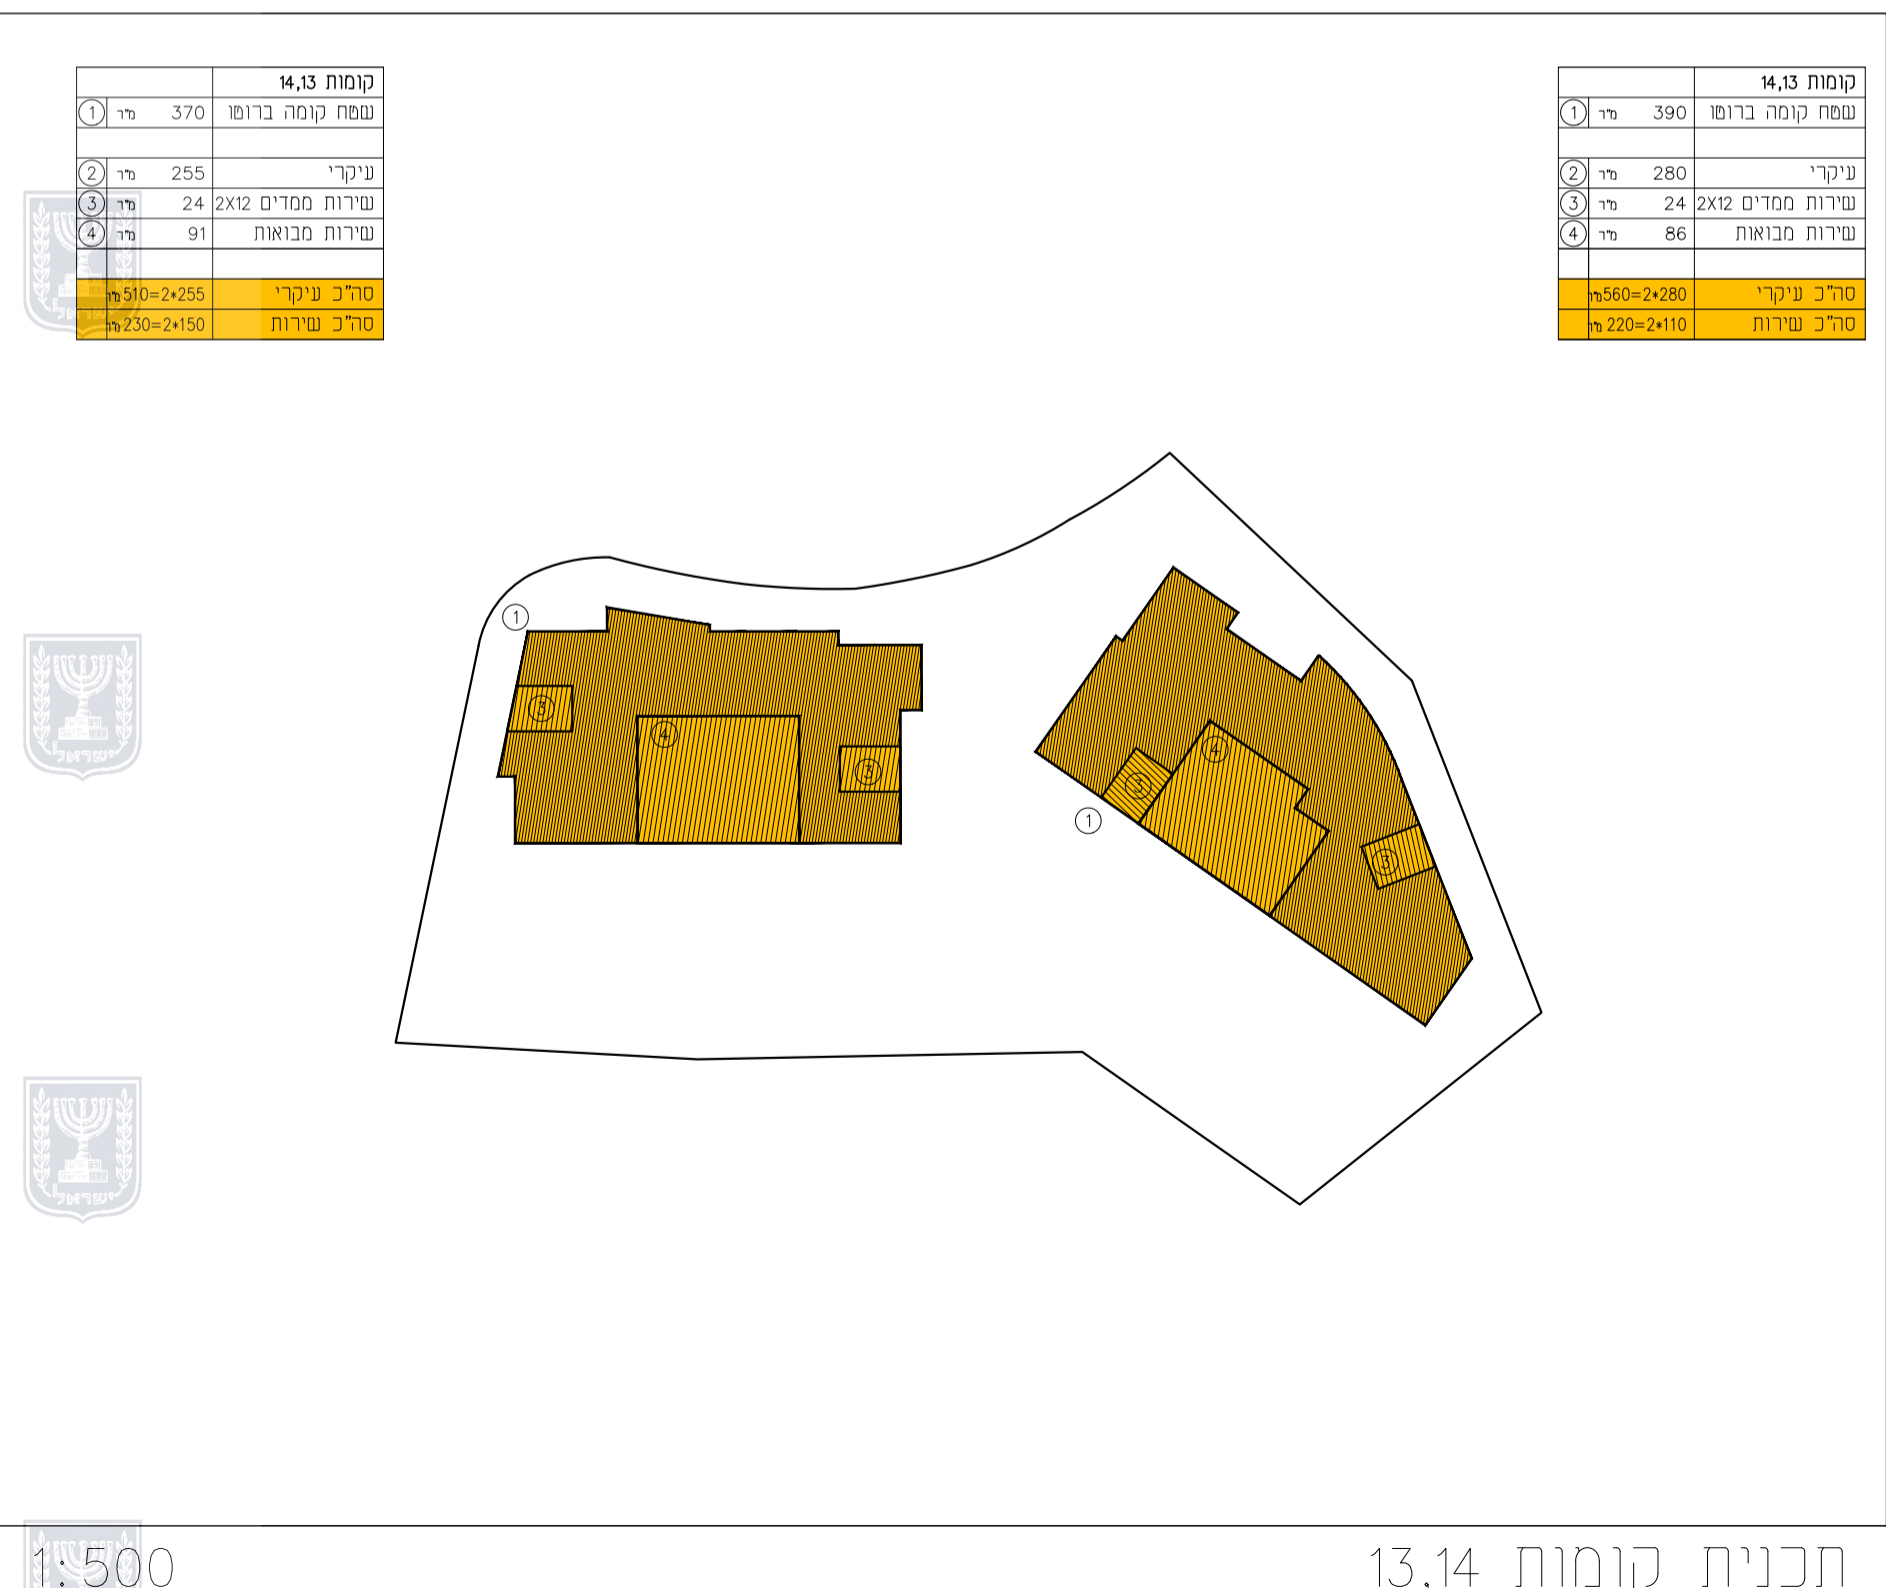 קומות 14,13
שטח קומה ברוטו 390 מ"ר 1
עיקרי 280 מ"ר 2
שירות ממדים 2X12 24 מ"ר 3
שירות מבואות 86 מ"ר 4
סה"כ עיקרי 280*2=560 מ"ר
סה"כ שירות 110*2=220 מ"ר
קומות 14,13
שטח קומה ברוטו 370 מ"ר 1
עיקרי 255 מ"ר 2
שירות ממדים 2X12 24 מ"ר 3
שירות מבואות 91 מ"ר 4
סה"כ עיקרי 255*2=510 מ"ר
סה"כ שירות 150*2=230 מ"ר
1
3
4
3
4
3
1
3
ישראל
ישראל
ישראל
תכנית קומות 13,14
1:500